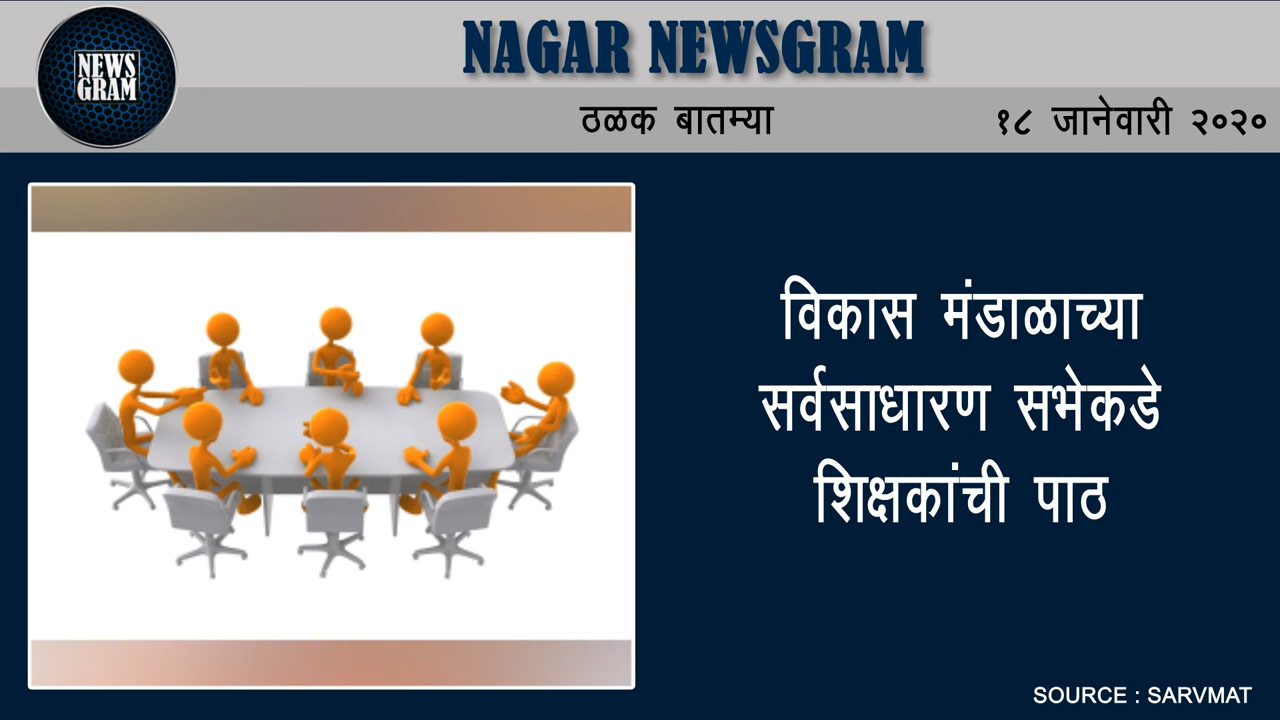 NEWS
GRAM
NAGAR NEWSGRAM
ठळक बातम्या
१८ जानेवारी २०२०
विकास मंडाळाच्या
सर्वसाधारण सभेकडे
शिक्षकांची पाठ
SOURCE : SARVMAT